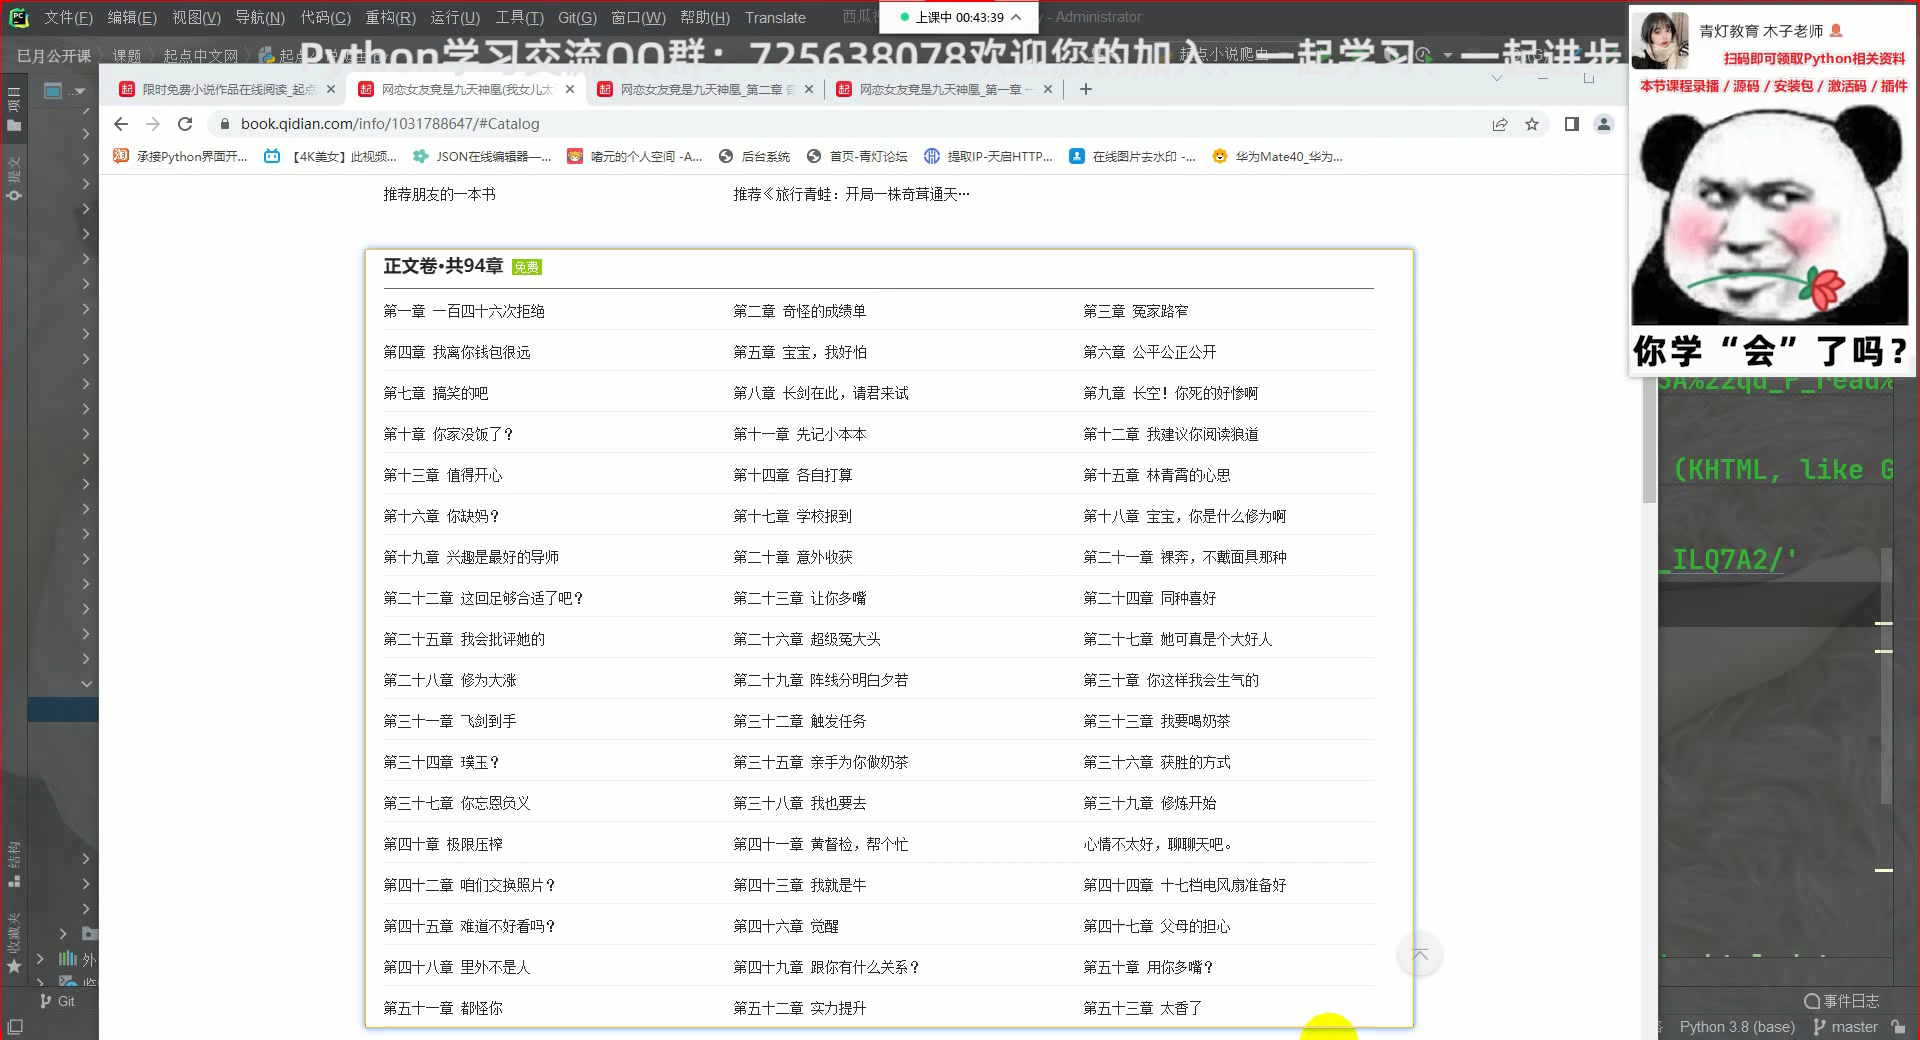 文件(F) 编辑(E) 视图(V) 导航(N) 代码(C) 重构(R) 运行(U) 工具(T) Git(G) 窗口(W) 帮助(H) Translate
上课中 00:43:39
- Administrator
巳月公开课 课题 起点中文网
Python学习交流QQ群：725638078欢迎您的加入 一起学习 一起进步
青灯教育 木子老师
扫码即可领取Python相关资料
本节课程录播 / 源码 / 安装包 / 激活码 / 插件
你学“会”了吗？
限时免费小说作品在线阅读_起点
网恋女友竟是九天神凰(我女儿太
网恋女友竟是九天神凰_第二章 奇
网恋女友竟是九天神凰_第一章 一
book.qidian.com/info/1031788647/#Catalog
承接Python界面开...
【4K美女】此视频...
JSON在线编辑器—...
啫元的个人空间 -A...
后台系统
首页-青灯论坛
提取IP-天启HTTP...
在线图片去水印 -...
华为Mate40_华为...
推荐朋友的一本书 推荐《旅行青蛙：开局一株奇茸通天…
正文卷·共94章 免费
第一章 一百四十六次拒绝 第二章 奇怪的成绩单 第三章 冤家路窄
第四章 我离你钱包很远 第五章 宝宝，我好怕 第六章 公平公正公开
第七章 搞笑的吧 第八章 长剑在此，请君来试 第九章 长空！你死的好惨啊
第十章 你家没饭了？ 第十一章 先记小本本 第十二章 我建议你阅读狼道
第十三章 值得开心 第十四章 各自打算 第十五章 林青霄的心思
第十六章 你缺妈？ 第十七章 学校报到 第十八章 宝宝，你是什么修为啊
第十九章 兴趣是最好的导师 第二十章 意外收获 第二十一章 裸奔，不戴面具那种
第二十二章 这回足够合适了吧？ 第二十三章 让你多嘴 第二十四章 同种喜好
第二十五章 我会批评她的 第二十六章 超级冤大头 第二十七章 她可真是个大好人
第二十八章 修为大涨 第二十九章 阵线分明白夕若 第三十章 你这样我会生气的
第三十一章 飞剑到手 第三十二章 触发任务 第三十三章 我要喝奶茶
第三十四章 璞玉？ 第三十五章 亲手为你做奶茶 第三十六章 获胜的方式
第三十七章 你忘恩负义 第三十八章 我也要去 第三十九章 修炼开始
第四十章 极限压榨 第四十一章 黄督检，帮个忙 心情不太好，聊聊天吧。
第四十二章 咱们交换照片？ 第四十三章 我就是牛 第四十四章 十七档电风扇准备好
第四十五章 难道不好看吗？ 第四十六章 觉醒 第四十七章 父母的担心
第四十八章 里外不是人 第四十九章 跟你有什么关系？ 第五十章 用你多嘴？
第五十一章 都怪你 第五十二章 实力提升 第五十三章 太香了
(KHTML, like G
_ILQ7A2/'
项目
提交
结构
收藏夹
外
Git
事件日志
Python 3.8 (base) master